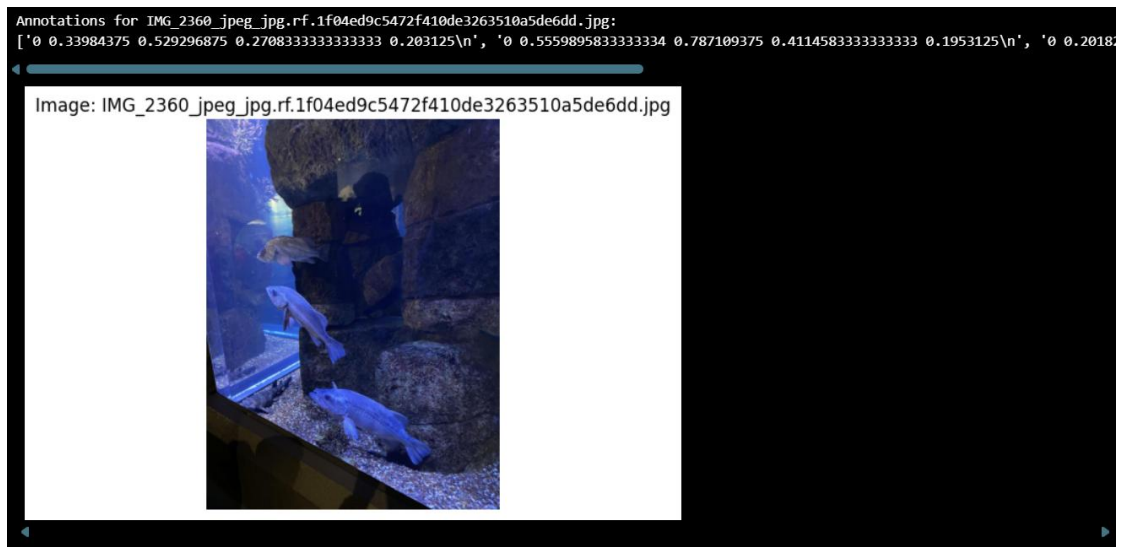 Annotations for IMG_2360_jpeg_jpg.rf.1f04ed9c5472f410de3263510a5de6dd.jpg:
['0 0.33984375 0.529296875 0.2708333333333333 0.203125\n', '0 0.5559895833333334 0.787109375 0.4114583333333333 0.1953125\n', '0 0.20182
Image: IMG_2360_jpeg_jpg.rf.1f04ed9c5472f410de3263510a5de6dd.jpg